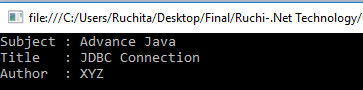 file:///C:/Users/Ruchita/Desktop/Final/Ruchi-.Net Technology/
Subject : Advance Java
Title   : JDBC Connection
Author  : XYZ